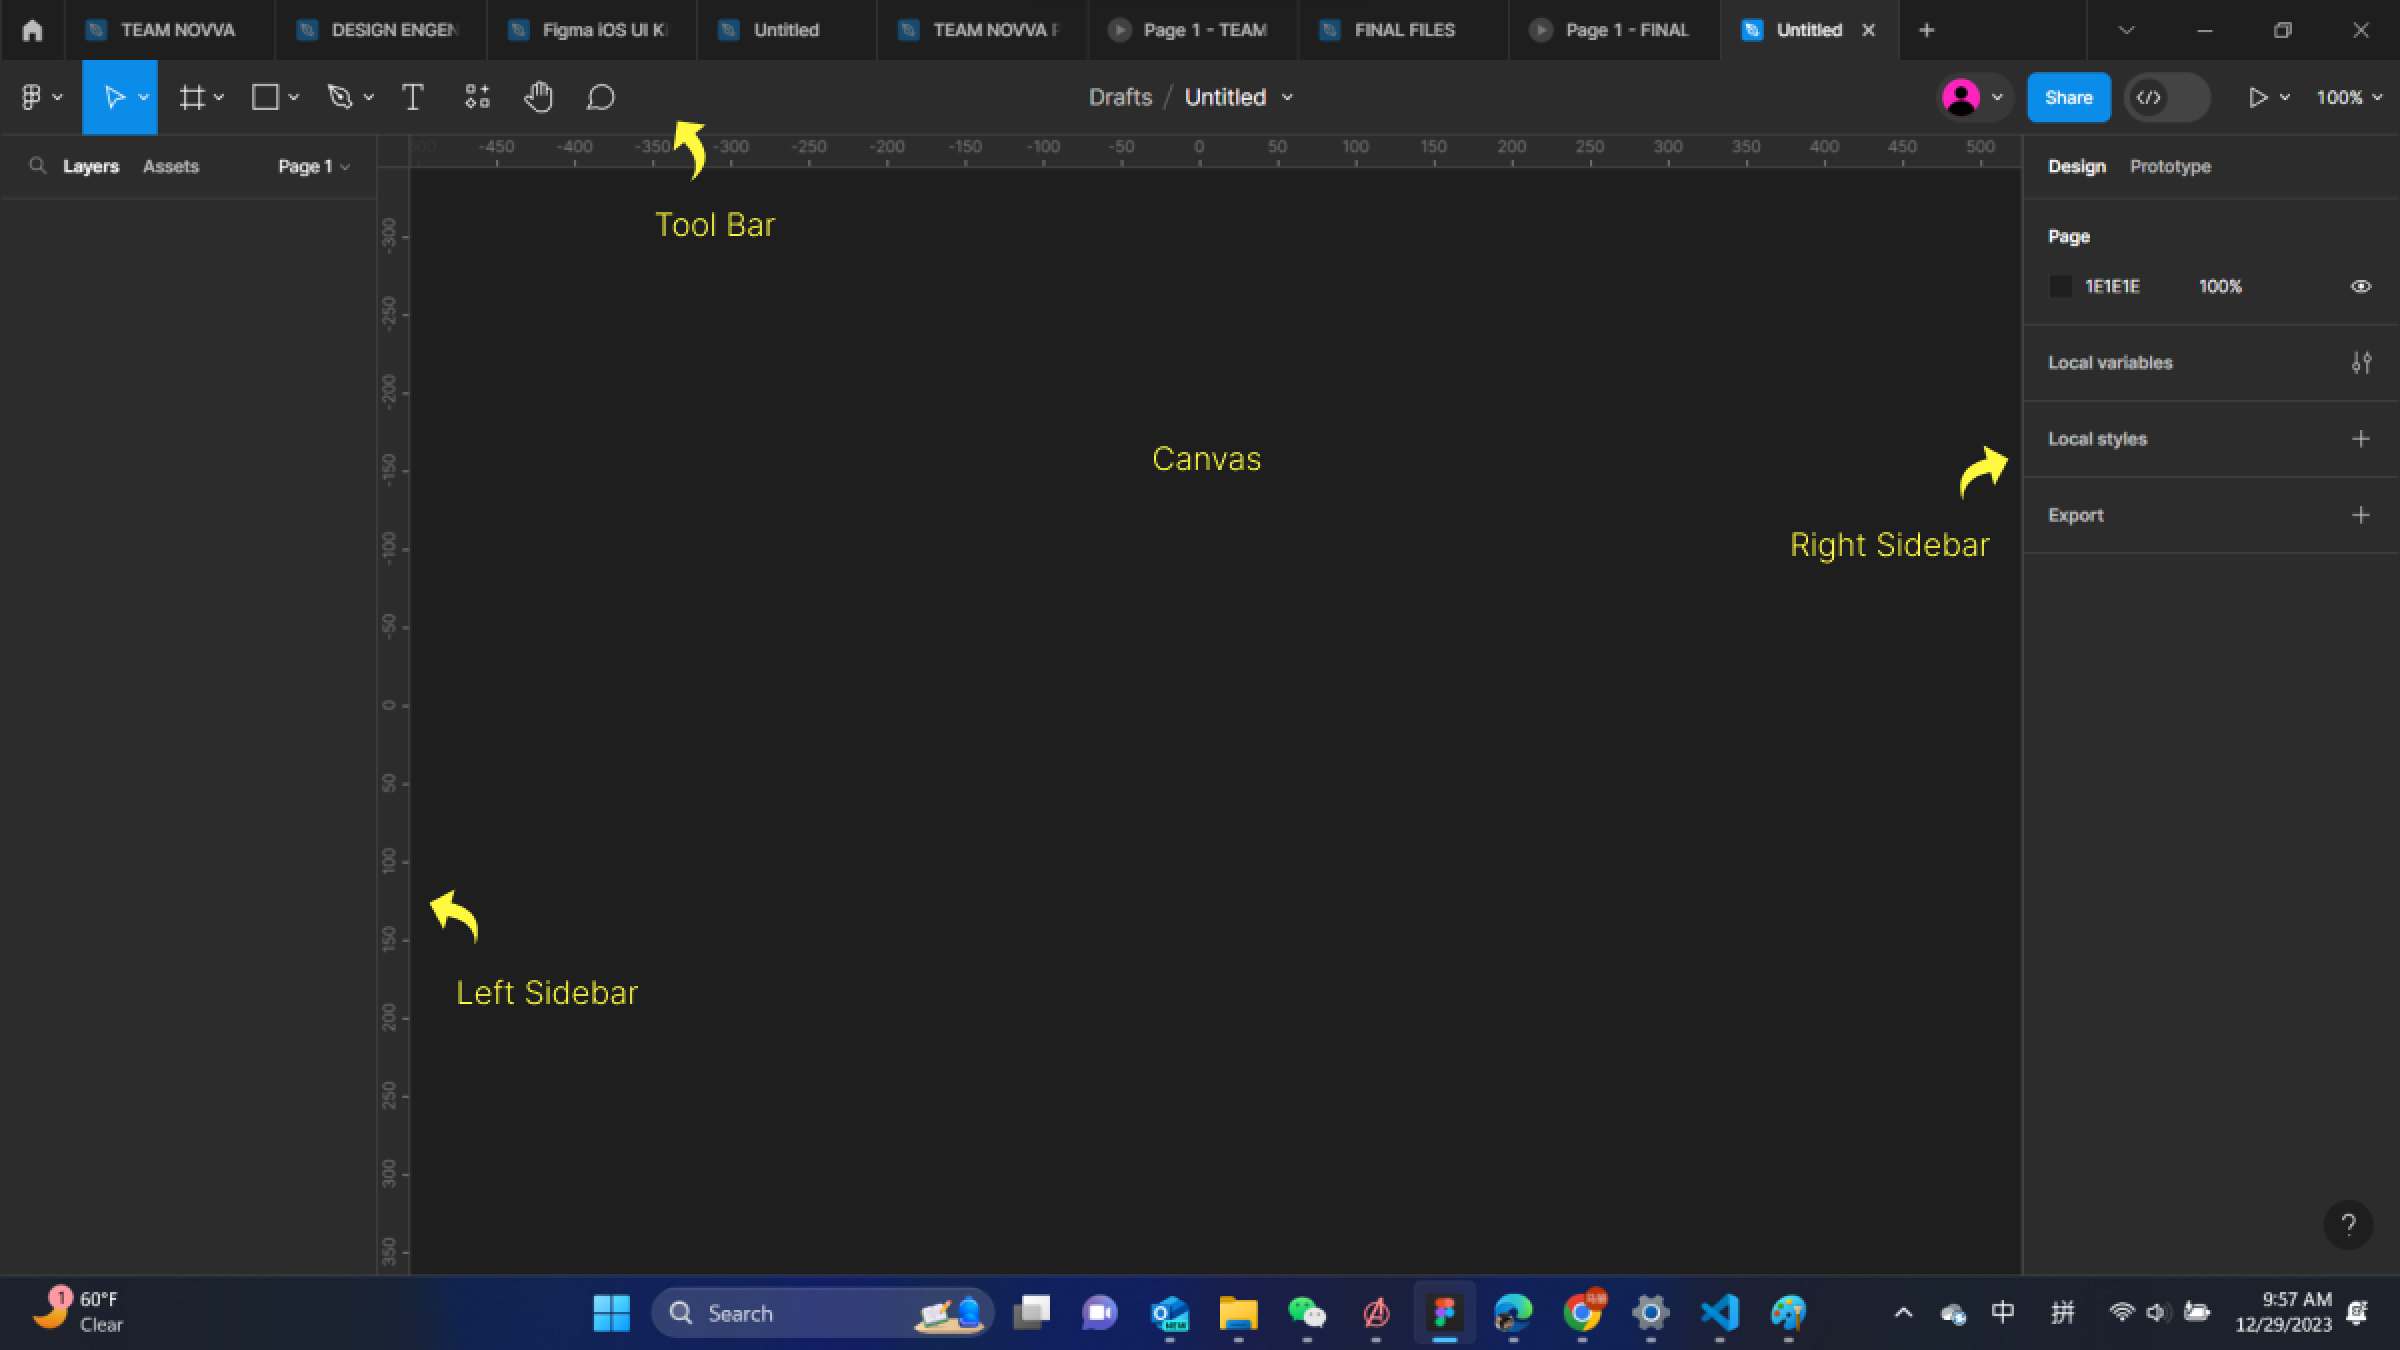 TEAM NOVVA
DESIGN ENGEN
Figma iOS UI Ki
Untitled
TEAM NOVVA P
Page 1 - TEAM
FINAL FILES
Page 1 - FINAL
Untitled
Drafts / Untitled
Share
100%
Layers
Assets
Page 1
-450 -400 -350 -300 -250 -200 -150 -100 -50 0 50 100 150 200 250 300 350 400 450 500
Design
Prototype
Tool Bar
Page
1E1E1E 100%
Local variables
Local styles
Export
Canvas
Right Sidebar
Left Sidebar
-300
-250
-200
-150
-100
-50
0
50
100
150
200
250
300
350
?
1
60°F
Clear
Search
中
拼
9:57 AM
12/29/2023